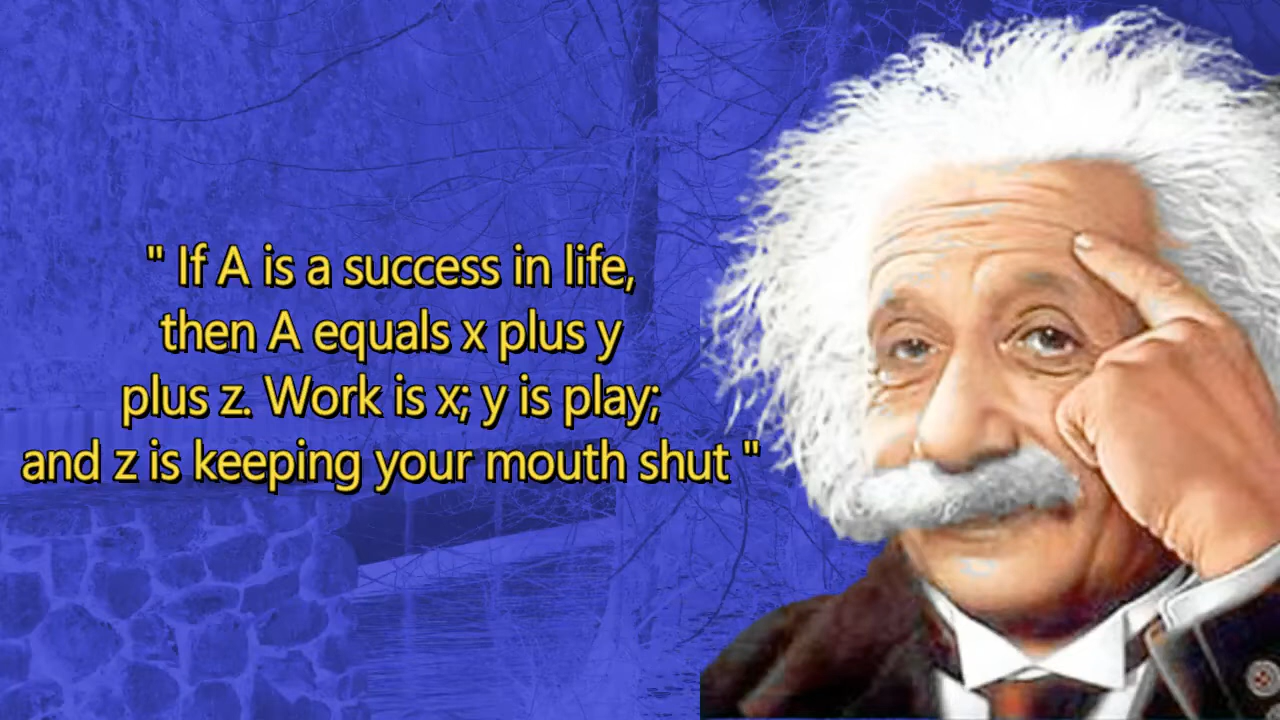 " If A is a success in life,
then A equals x plus y
plus z. Work is x; y is play;
and z is keeping your mouth shut "